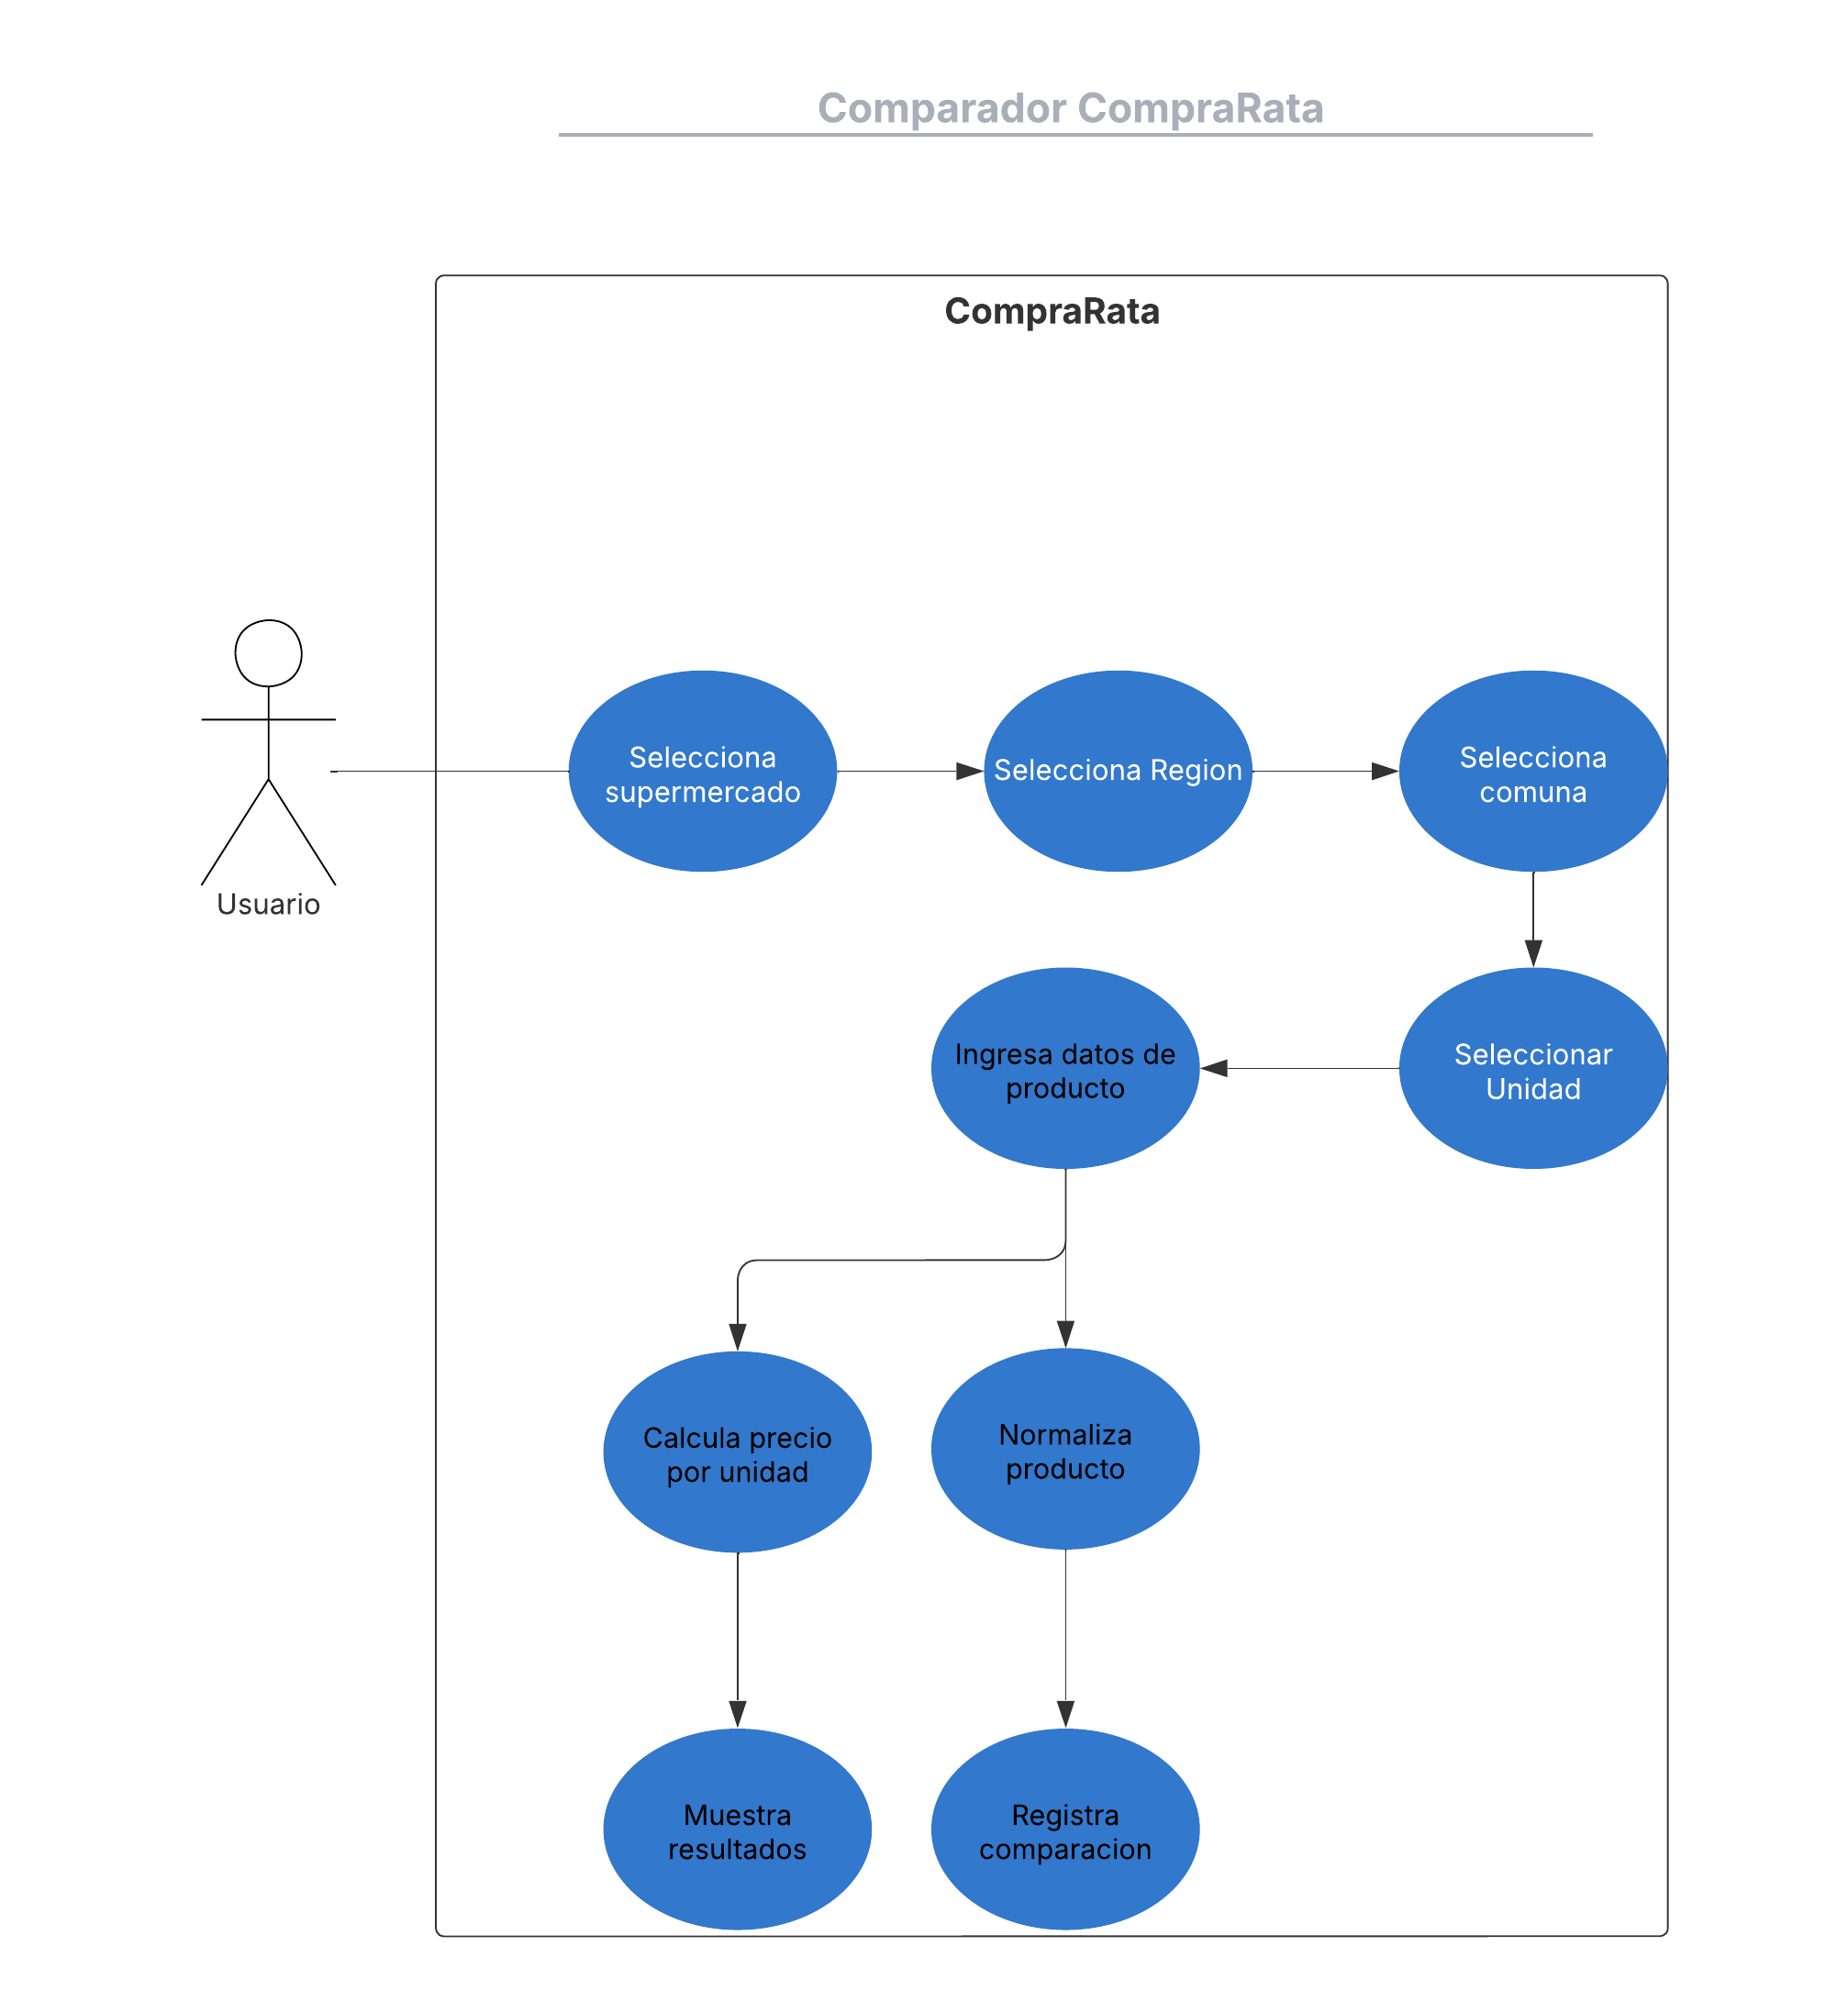 Comparador CompraRata
CompraRata
Selecciona
supermercado
Selecciona Region
Selecciona
comuna
Usuario
Ingresa datos de
producto
Seleccionar
Unidad
Calcula precio
por unidad
Normaliza
producto
Muestra
resultados
Registra
comparacion